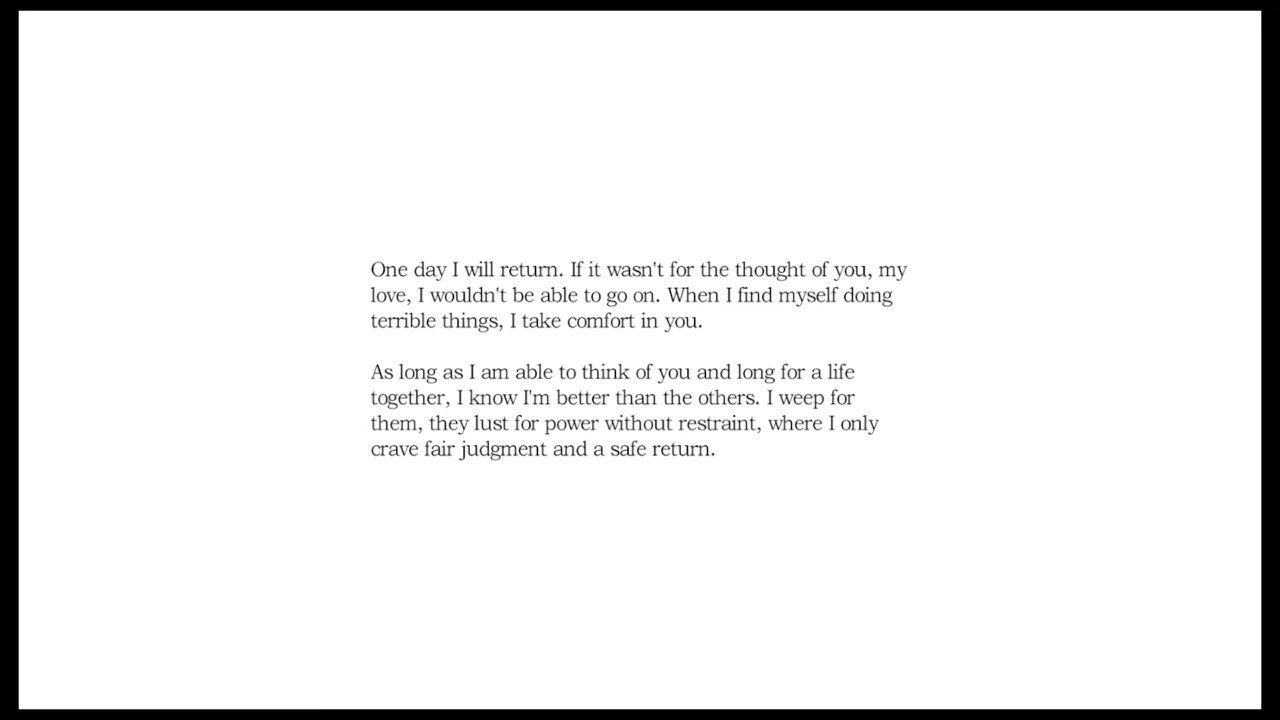 One day I will return. If it wasn't for the thought of you, my
love, I wouldn't be able to go on. When I find myself doing
terrible things, I take comfort in you.
As long as I am able to think of you and long for a life
together, I know I'm better than the others. I weep for
them, they lust for power without restraint, where I only
crave fair judgment and a safe return.